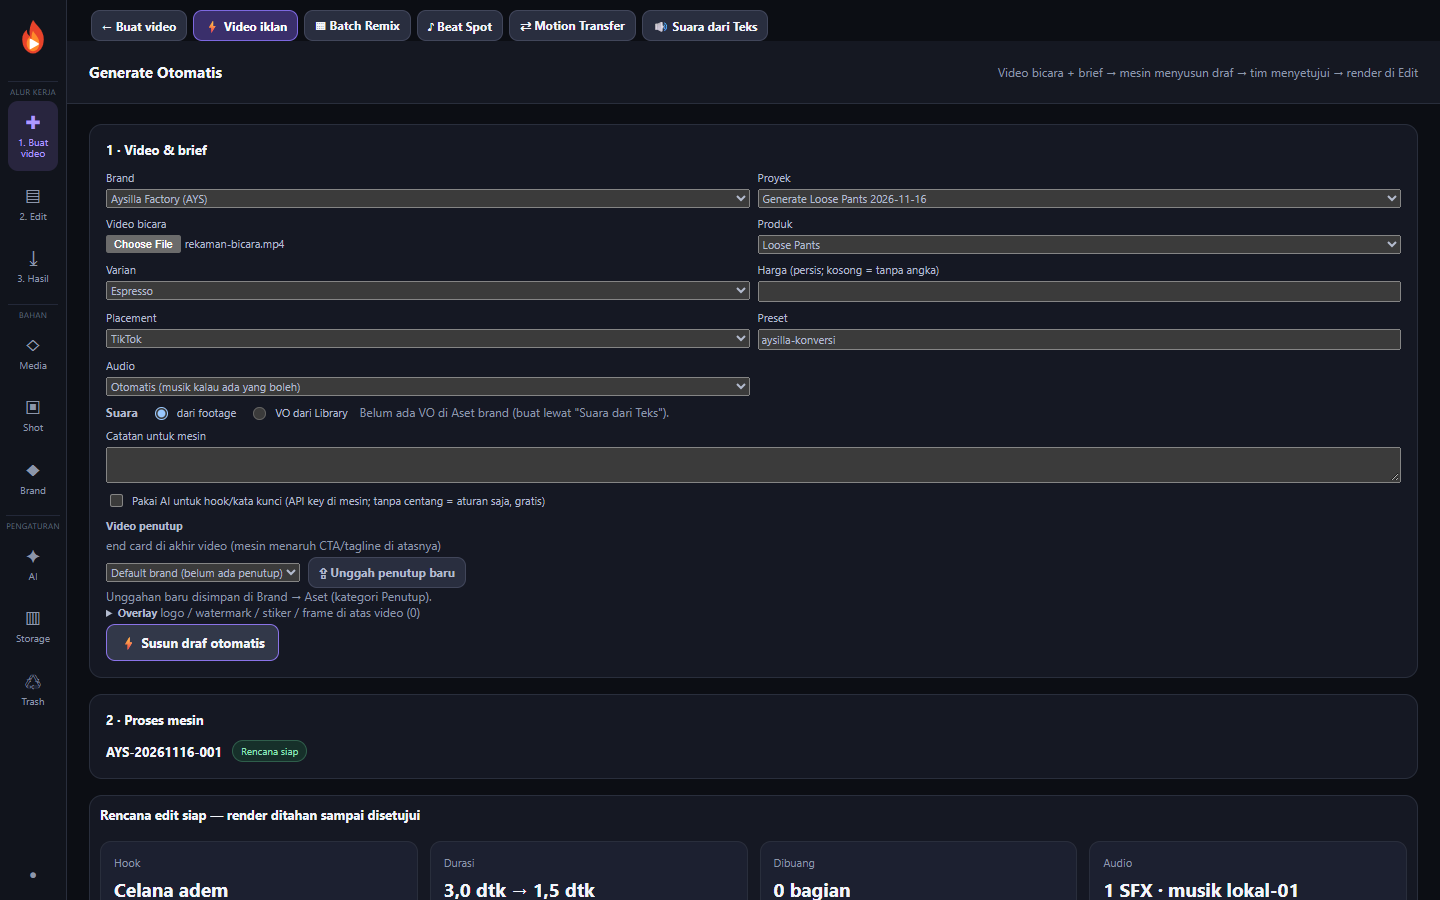 ← Buat video
Video iklan
Batch Remix
Beat Spot
Motion Transfer
Suara dari Teks
Generate Otomatis
Video bicara + brief → mesin menyusun draf → tim menyetujui → render di Edit
ALUR KERJA
1. Buat video
2. Edit
3. Hasil
BAHAN
Media
Shot
Brand
PENGATURAN
AI
Storage
Trash
1 · Video & brief
Brand
Aysilla Factory (AYS)
Proyek
Generate Loose Pants 2026-11-16
Video bicara
Choose File rekaman-bicara.mp4
Produk
Loose Pants
Varian
Espresso
Harga (persis; kosong = tanpa angka)
Placement
TikTok
Preset
aysilla-konversi
Audio
Otomatis (musik kalau ada yang boleh)
Suara dari footage VO dari Library Belum ada VO di Aset brand (buat lewat "Suara dari Teks").
Catatan untuk mesin
Pakai AI untuk hook/kata kunci (API key di mesin; tanpa centang = aturan saja, gratis)
Video penutup
end card di akhir video (mesin menaruh CTA/tagline di atasnya)
Default brand (belum ada penutup) Unggah penutup baru
Unggahan baru disimpan di Brand → Aset (kategori Penutup).
Overlay logo / watermark / stiker / frame di atas video (0)
Susun draf otomatis
2 · Proses mesin
AYS-20261116-001 Rencana siap
Rencana edit siap — render ditahan sampai disetujui
Hook
Celana adem
Durasi
3,0 dtk → 1,5 dtk
Dibuang
0 bagian
Audio
1 SFX · musik lokal-01